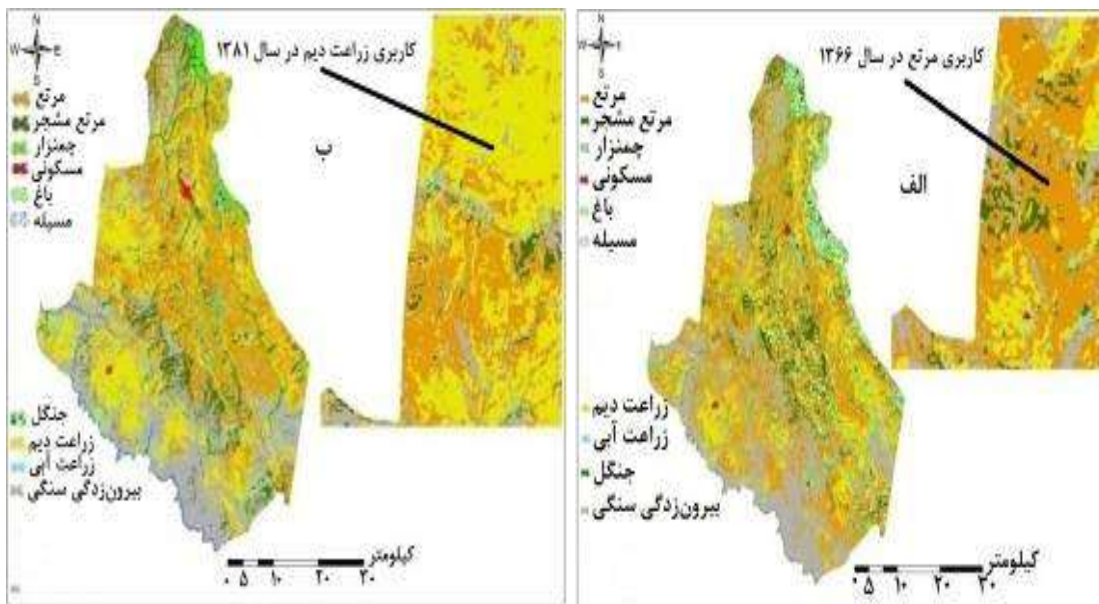 کاربری مرتع در سال ۱۳۶۶
N
W E
S
مرتع
مرتع مشجر
چمنزار
مسکونی
باغ
مسیله
الف
زراعت دیم
زراعت آبی
جنگل
بیرون‌زدگی سنگی
کیلومتر
۰ ۵ ۱۰ ۲۰ ۳۰
کاربری زراعت دیم در سال ۱۳۸۱
N
W E
S
مرتع
مرتع مشجر
چمنزار
مسکونی
باغ
مسیله
ب
جنگل
زراعت دیم
زراعت آبی
بیرون‌زدگی سنگی
کیلومتر
۰ ۵ ۱۰ ۲۰ ۳۰